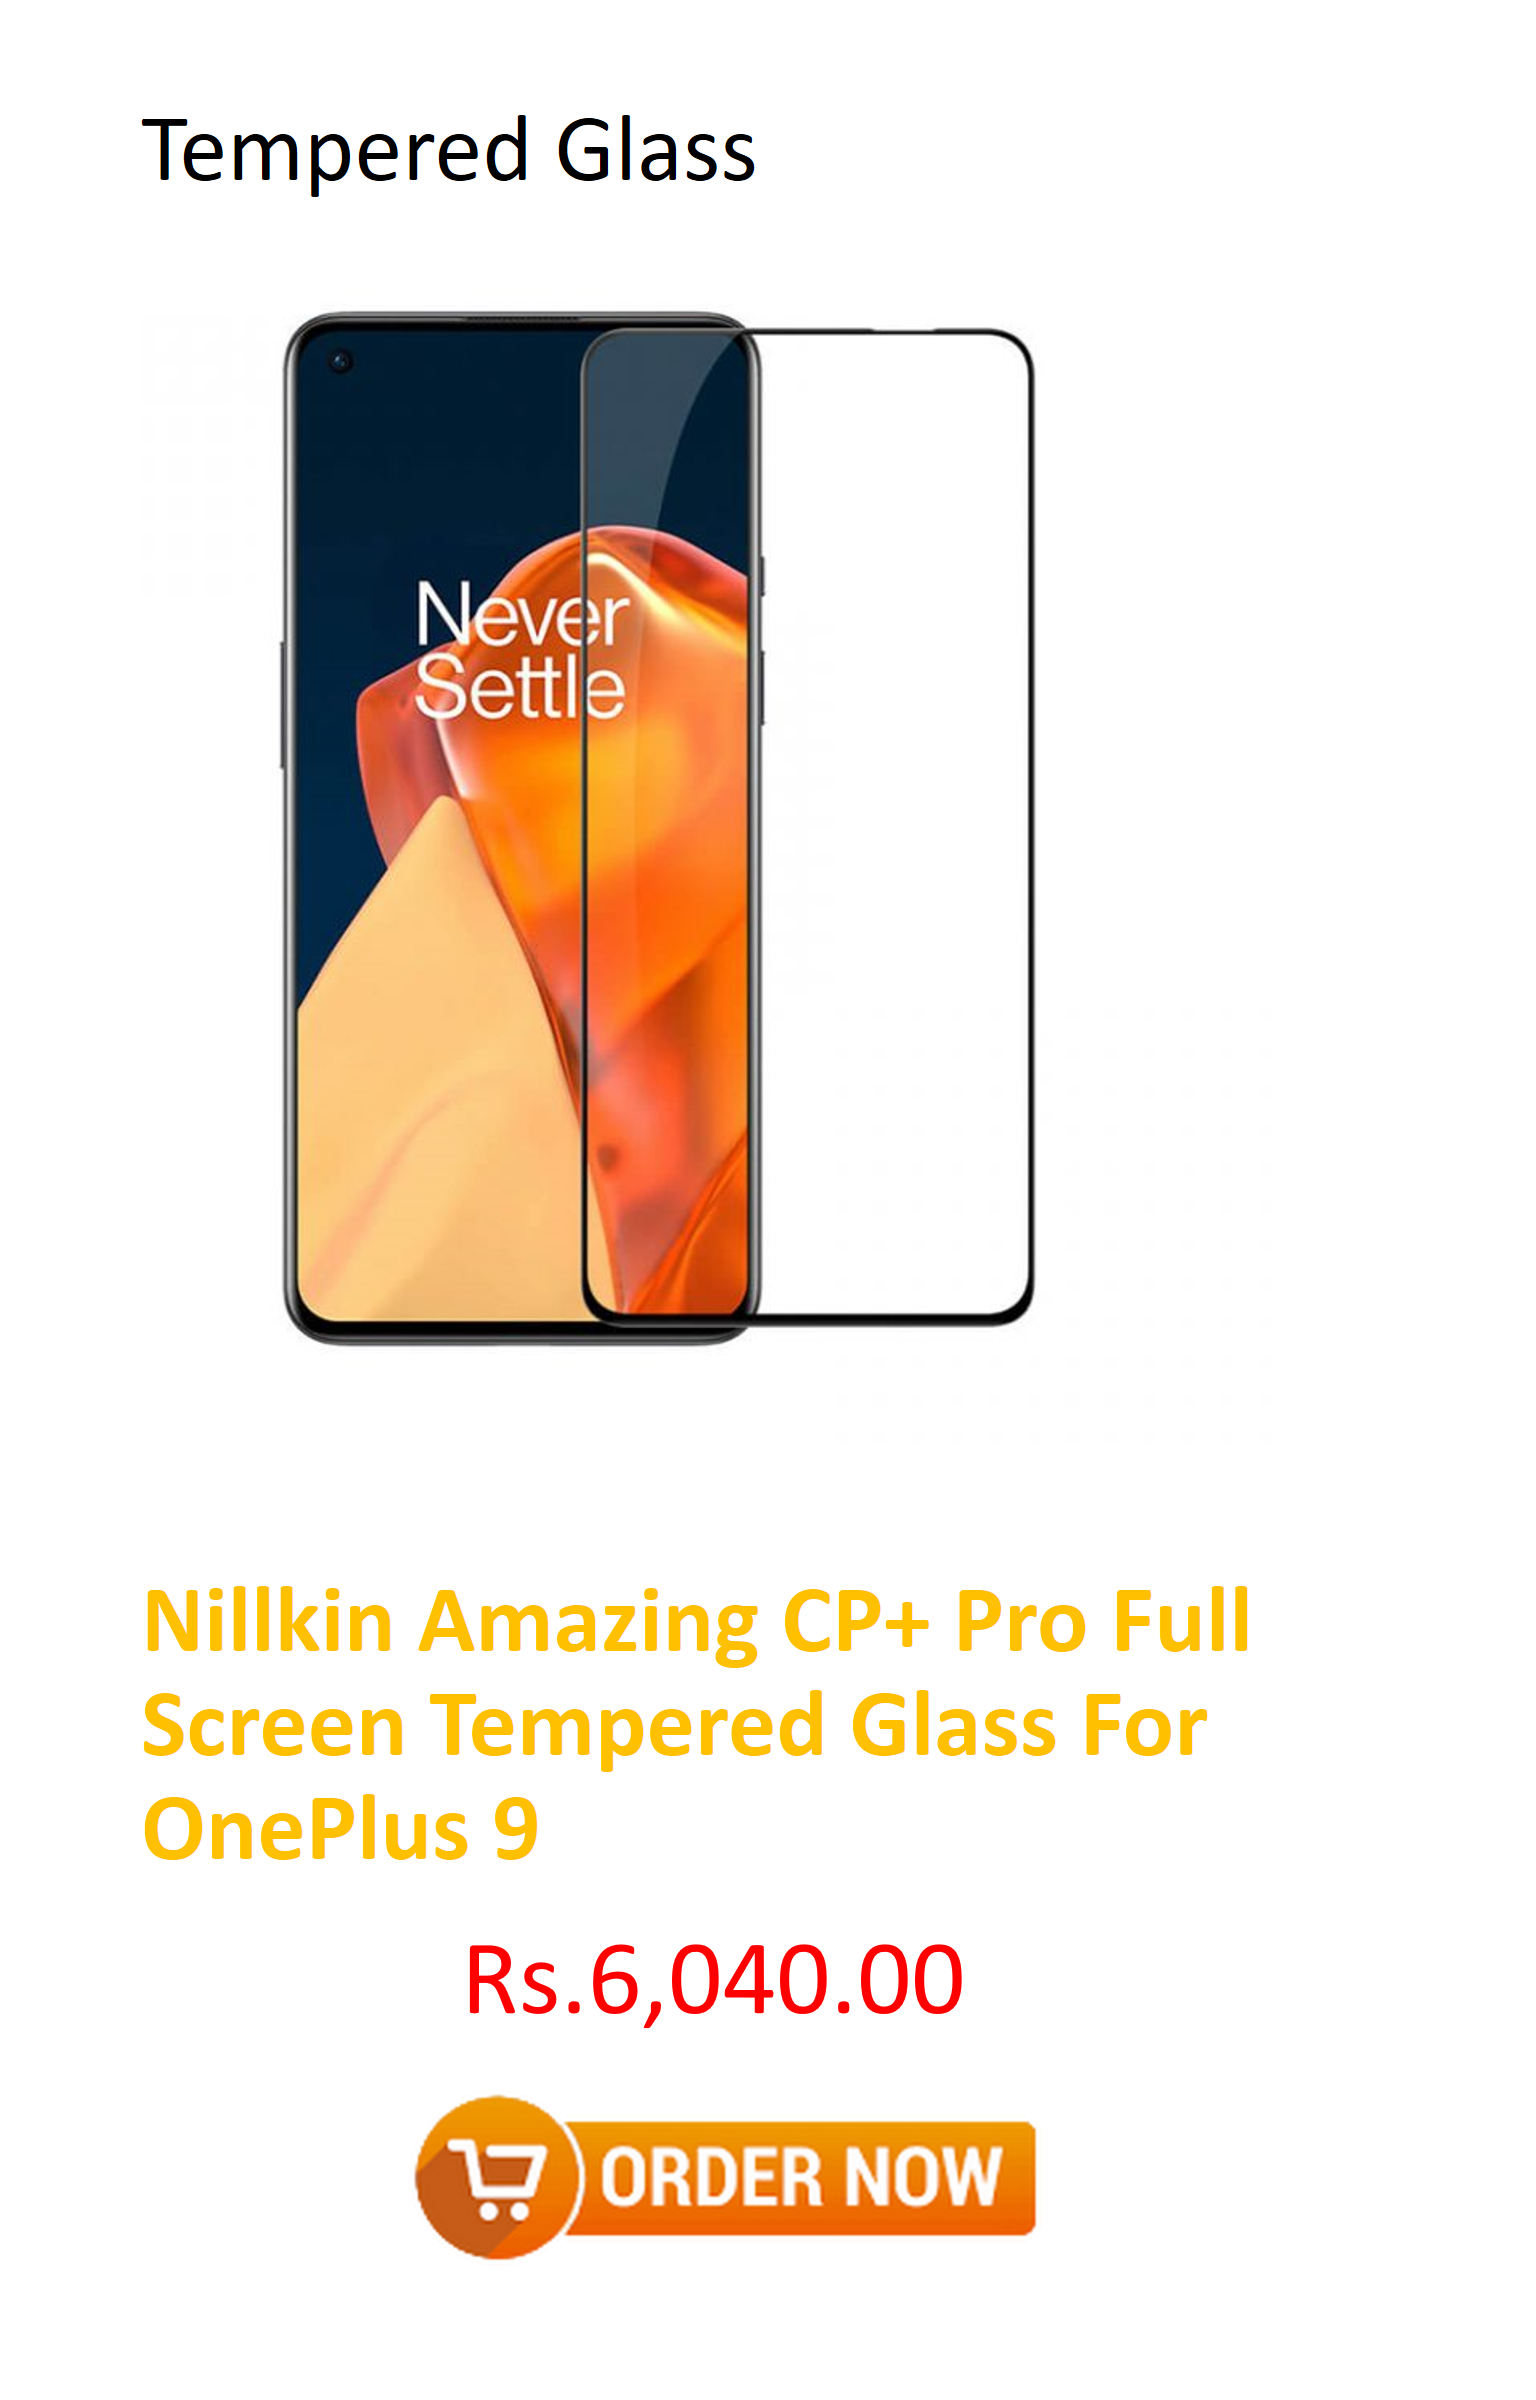 Tempered Glass
Never
Settle
Nillkin Amazing CP+ Pro Full
Screen Tempered Glass For
OnePlus 9
Rs.6,040.00
ORDER NOW